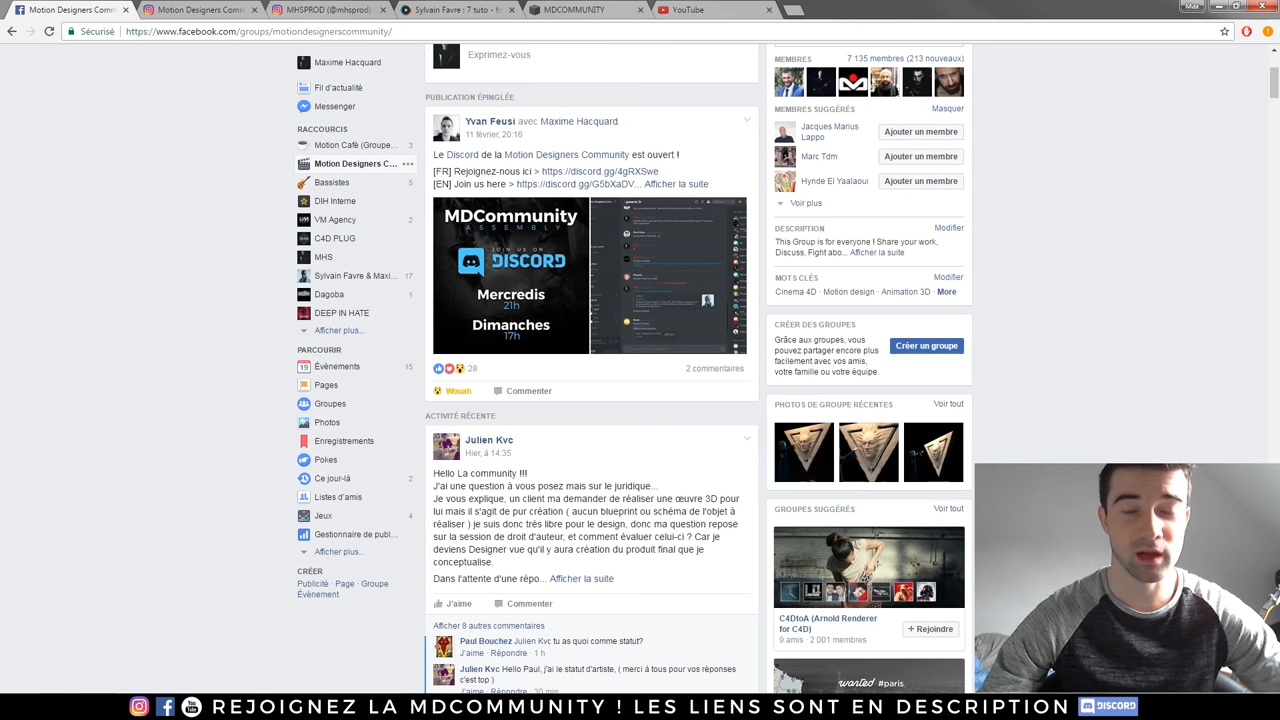 Motion Designers Comm
Motion Designers Comm
MHSPROD (@mhsprod)
Sylvain Favre : 7 tuto - fo
MDCOMMUNITY
YouTube
Max
Sécurisé
https://www.facebook.com/groups/motiondesignerscommunity/
Maxime Hacquard
Fil d'actualité
Messenger
RACCOURCIS
Motion Café (Groupe... 3
Motion Designers C...
Bassistes 5
DIH Interne
VM Agency 2
C4D PLUG
MHS
Sylvain Favre & Maxi... 17
Dagoba 1
DEEP IN HATE
Afficher plus...
PARCOURIR
Évènements 15
19
Pages
Groupes
Photos
Enregistrements
Pokes
Ce jour-là 2
Listes d'amis
Jeux 4
Gestionnaire de publ...
Afficher plus...
CRÉER
Publicité · Page · Groupe ·
Évènement
Exprimez-vous
PUBLICATION ÉPINGLÉE
Yvan Feusi avec Maxime Hacquard.
11 février, 20:16
Le Discord de la Motion Designers Community est ouvert !
[FR] Rejoignez-nous ici > https://discord.gg/4gRXSwe
[EN] Join us here > https://discord.gg/G5bXaDV... Afficher la suite
MDCommunity
ASSEMBLY
JOIN US ON
DISCORD
Mercredis
21h
Dimanches
17h
28
2 commentaires
Wouah
Commenter
ACTIVITÉ RÉCENTE
Julien Kvc
Hier, à 14:35
Hello La community !!!
J'ai une question à vous posez mais sur le juridique...
Je vous explique, un client ma demander de réaliser une œuvre 3D pour
lui mais il s'agit de pur création ( aucun blueprint ou schéma de l'objet à
réaliser ) je suis donc très libre pour le design, donc ma question repose
sur la session de droit d'auteur, et comment évaluer celui-ci ? Car je
deviens Designer vue qu'il y aura création du produit final que je
conceptualise.
Dans l'attente d'une répo... Afficher la suite
J'aime
Commenter
Afficher 8 autres commentaires
Paul Bouchez Julien Kvc tu as quoi comme statut?
J'aime · Répondre · 1 h
Julien Kvc Hello Paul, j'ai le statut d'artiste, ( merci à tous pour vos réponses
c'est top )
J'aime · Répondre · 30 min
MEMBRES
7 135 membres (213 nouveaux)
MEMBRES SUGGÉRÉS
Masquer
Jacques Marius
Lappo
Ajouter un membre
Marc Tdm
Ajouter un membre
Hynde El Yaalaoui
Ajouter un membre
Voir plus
DESCRIPTION
Modifier
This Group is for everyone ! Share your work,
Discuss, Fight abo... Afficher la suite
MOTS CLÉS
Modifier
Cinema 4D · Motion design · Animation 3D · More
CRÉER DES GROUPES
Grâce aux groupes, vous
pouvez partager encore plus
facilement avec vos amis,
votre famille ou votre équipe.
Créer un groupe
PHOTOS DE GROUPE RÉCENTES
Voir tout
GROUPES SUGGÉRÉS
Voir tout
C4DtoA (Arnold Renderer
for C4D)
9 amis · 2 001 membres
+ Rejoindre
wanted #paris
REJOIGNEZ LA MDCOMMUNITY ! LES LIENS SONT EN DESCRIPTION
DISCORD